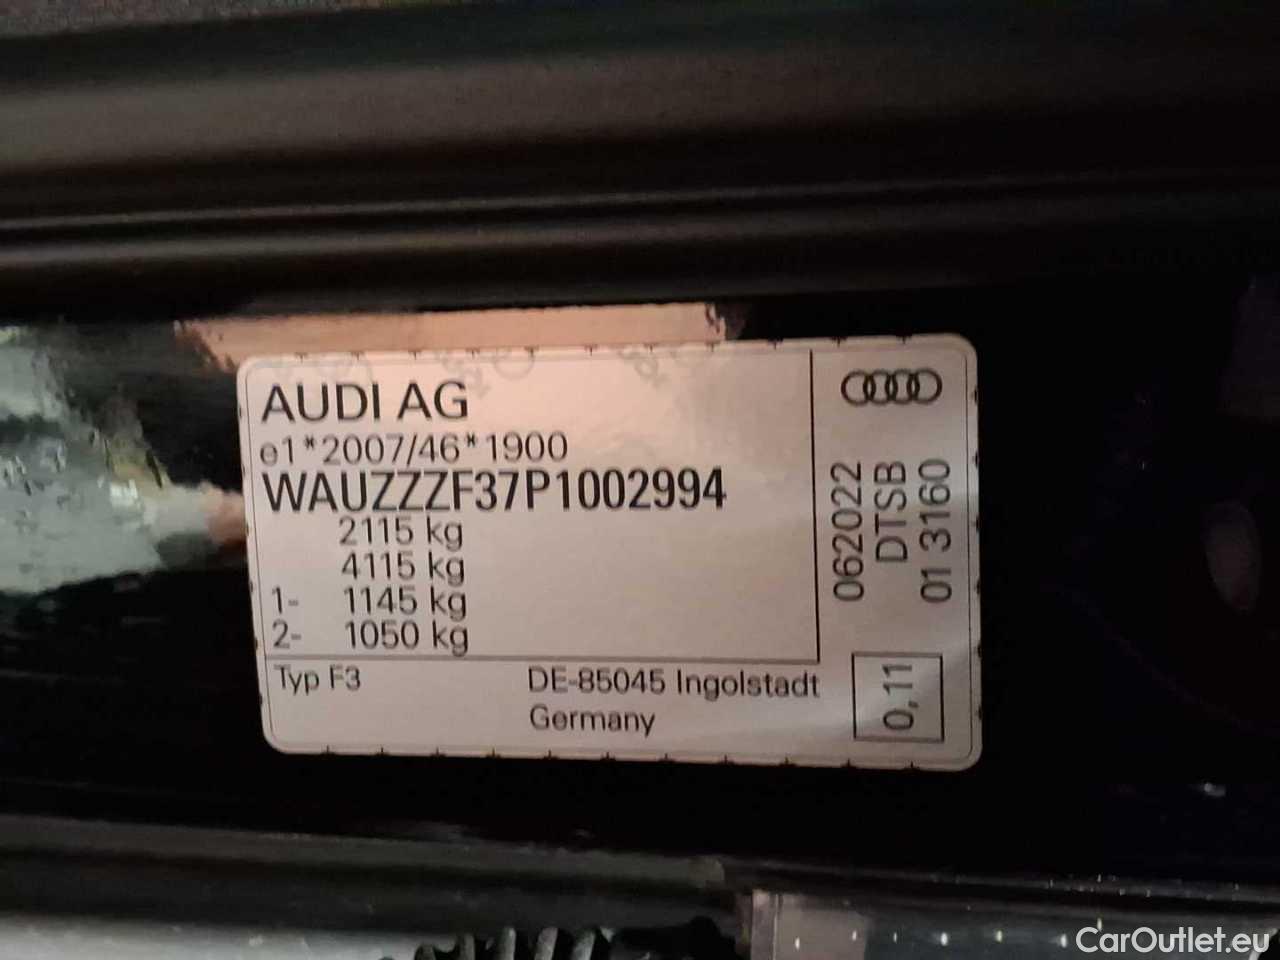 AUDI AG
e1*2007/46*1900
WAUZZZF37P1002994
2115 kg
4115 kg
1- 1145 kg
2- 1050 kg
Typ F3
DE-85045 Ingolstadt
Germany
062022
DTSB
01 3160
0,11
CarOutlet.eu